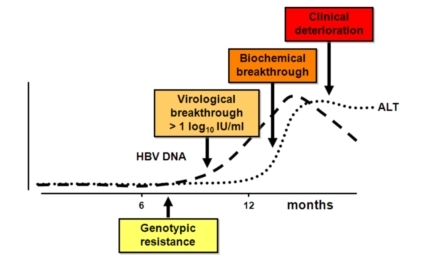 Clinical
deterioration
Biochemical
breakthrough
Virological
breakthrough
> 1 log10 IU/ml
ALT
HBV DNA
6
12
months
Genotypic
resistance